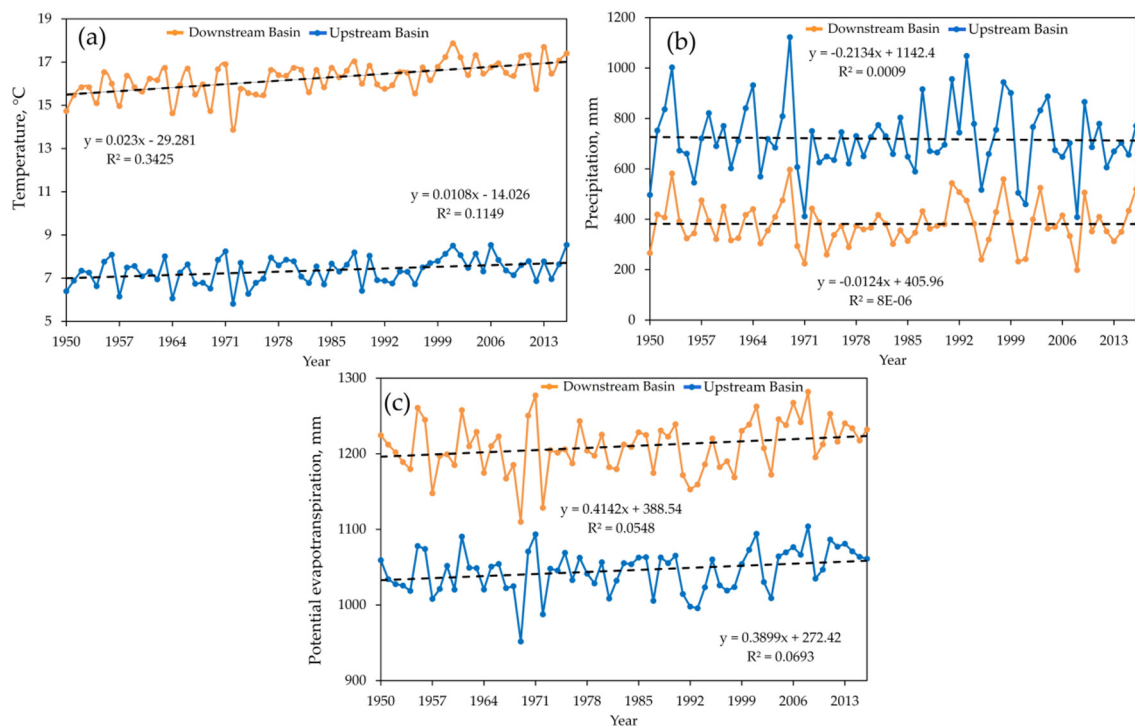 (a)
Downstream Basin
Upstream Basin
Temperature, °C
19
17
15
13
11
9
7
5
y = 0.023x - 29.281
R² = 0.3425
y = 0.0108x - 14.026
R² = 0.1149
1950 1957 1964 1971 1978 1985 1992 1999 2006 2013
Year
(b)
Downstream Basin
Upstream Basin
Precipitation, mm
1200
1000
800
600
400
200
0
y = -0.2134x + 1142.4
R² = 0.0009
y = -0.0124x + 405.96
R² = 8E-06
1950 1957 1964 1971 1978 1985 1992 1999 2006 2013
Year
(c)
Downstream Basin
Upstream Basin
Potential evapotranspiration, mm
1300
1200
1100
1000
900
y = 0.4142x + 388.54
R² = 0.0548
y = 0.3899x + 272.42
R² = 0.0693
1950 1957 1964 1971 1978 1985 1992 1999 2006 2013
Year